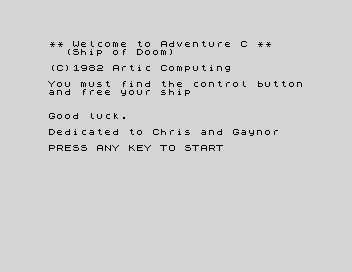 ** Welcome to Adventure C **
(Ship of Doom)
(C)1982 Artic Computing
You must find the control button
and free your ship
Good luck.
Dedicated to Chris and Gaynor
PRESS ANY KEY TO START